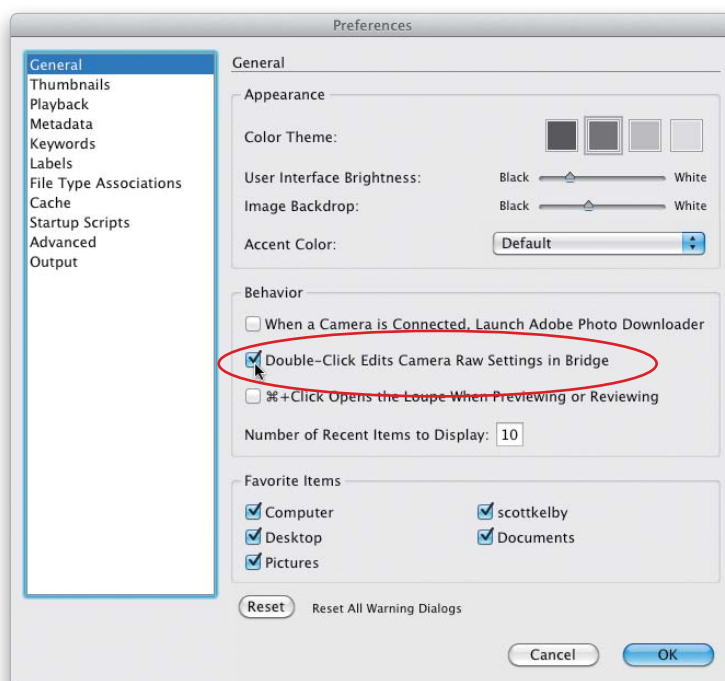 Preferences
General
Thumbnails
Playback
Metadata
Keywords
Labels
File Type Associations
Cache
Startup Scripts
Advanced
Output
General
Appearance
Color Theme:
User Interface Brightness: Black White
Image Backdrop: Black White
Accent Color: Default
Behavior
When a Camera is Connected, Launch Adobe Photo Downloader
Double-Click Edits Camera Raw Settings in Bridge
⌘+Click Opens the Loupe When Previewing or Reviewing
Number of Recent Items to Display: 10
Favorite Items
Computer scottkelby
Desktop Documents
Pictures
Reset Reset All Warning Dialogs
Cancel OK